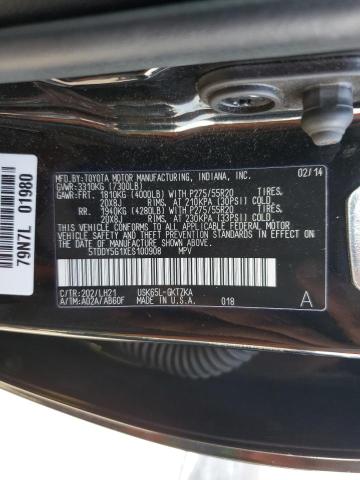 MFD.BY:TOYOTA MOTOR MANUFACTURING, INDIANA, INC. 02/14
GVWR:3310KG (7300LB)
GAWR:FRT. 1810KG (4000LB) WITH P275/55R20 TIRES,
20X8J RIMS, AT 210KPA (30PSI) COLD.
RR. 1940KG (4280LB) WITH P275/55R20 TIRES,
20X8J RIMS, AT 230KPA (33PSI) COLD.
THIS VEHICLE CONFORMS TO ALL APPLICABLE FEDERAL MOTOR
VEHICLE SAFETY, BUMPER, AND THEFT PREVENTION STANDARDS IN
EFFECT ON THE DATE OF MANUFACTURE SHOWN ABOVE.
5TDDY5G1XES100908 MPV
C/TR:202/LH21 USK65L-GKTZKA
A/TM:A02A/AB60F MADE IN U.S.A. 018 A
79N7L 01980
018